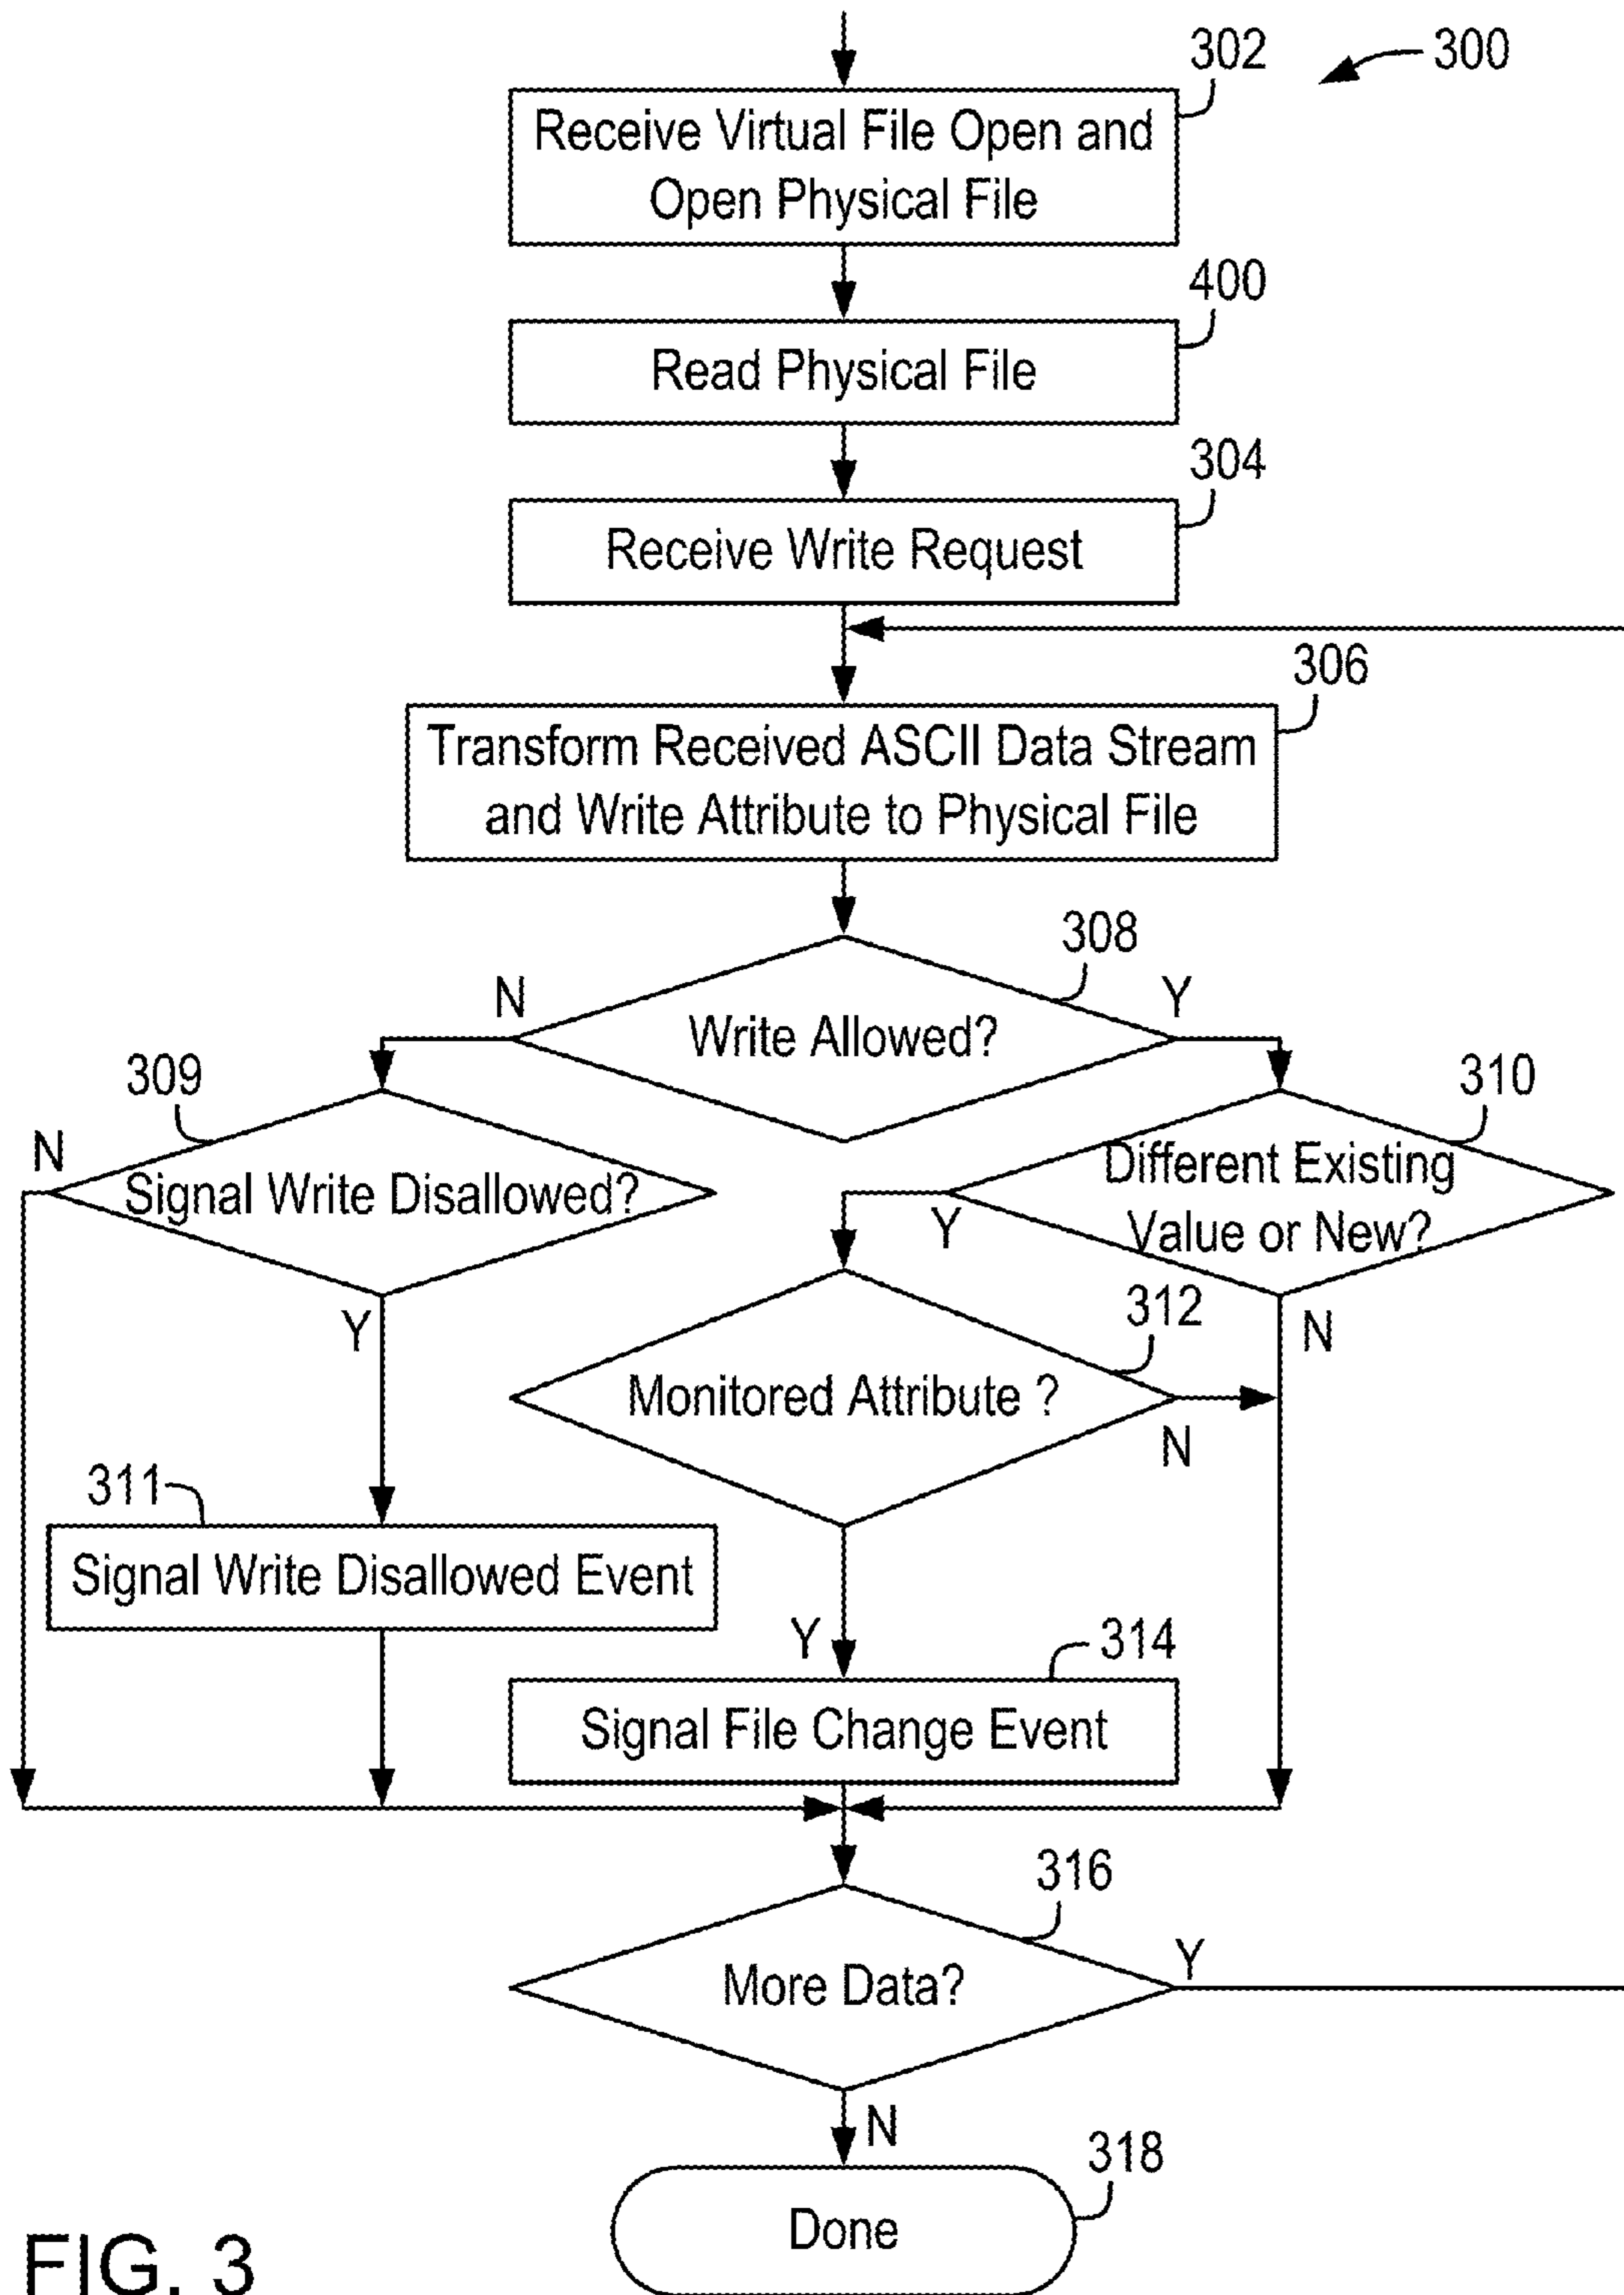 302
300
Receive Virtual File Open and
Open Physical File
400
Read Physical File
304
Receive Write Request
306
Transform Received ASCII Data Stream
and Write Attribute to Physical File
308
N
Y
Write Allowed?
309
310
N
Signal Write Disallowed?
Different Existing
Value or New?
Y
312
Y
N
Monitored Attribute ?
N
311
Signal Write Disallowed Event
Y
314
Signal File Change Event
316
Y
More Data?
N
318
Done
FIG. 3